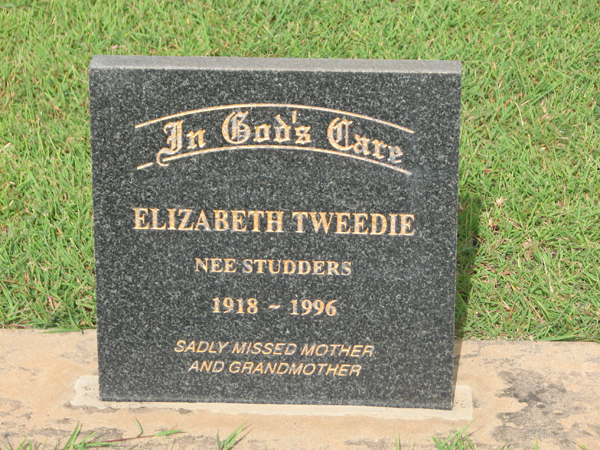 In God's Care
ELIZABETH TWEEDIE
NEE STUDDERS
1918 ~ 1996
SADLY MISSED MOTHER
AND GRANDMOTHER